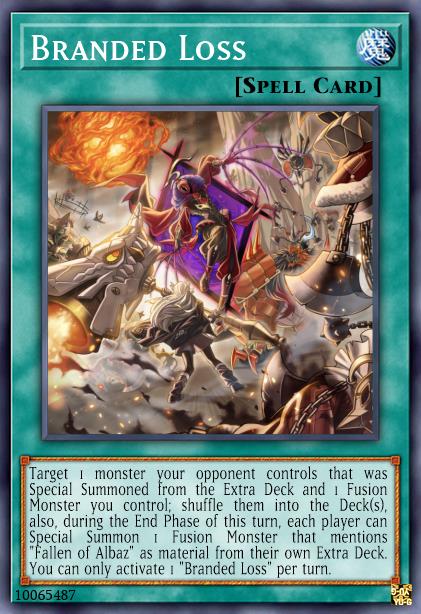 Branded Loss
魔
[Spell Card]
Target 1 monster your opponent controls that was
Special Summoned from the Extra Deck and 1 Fusion
Monster you control; shuffle them into the Deck(s),
also, during the End Phase of this turn, each player can
Special Summon 1 Fusion Monster that mentions
"Fallen of Albaz" as material from their own Extra Deck.
You can only activate 1 "Branded Loss" per turn.
10065487